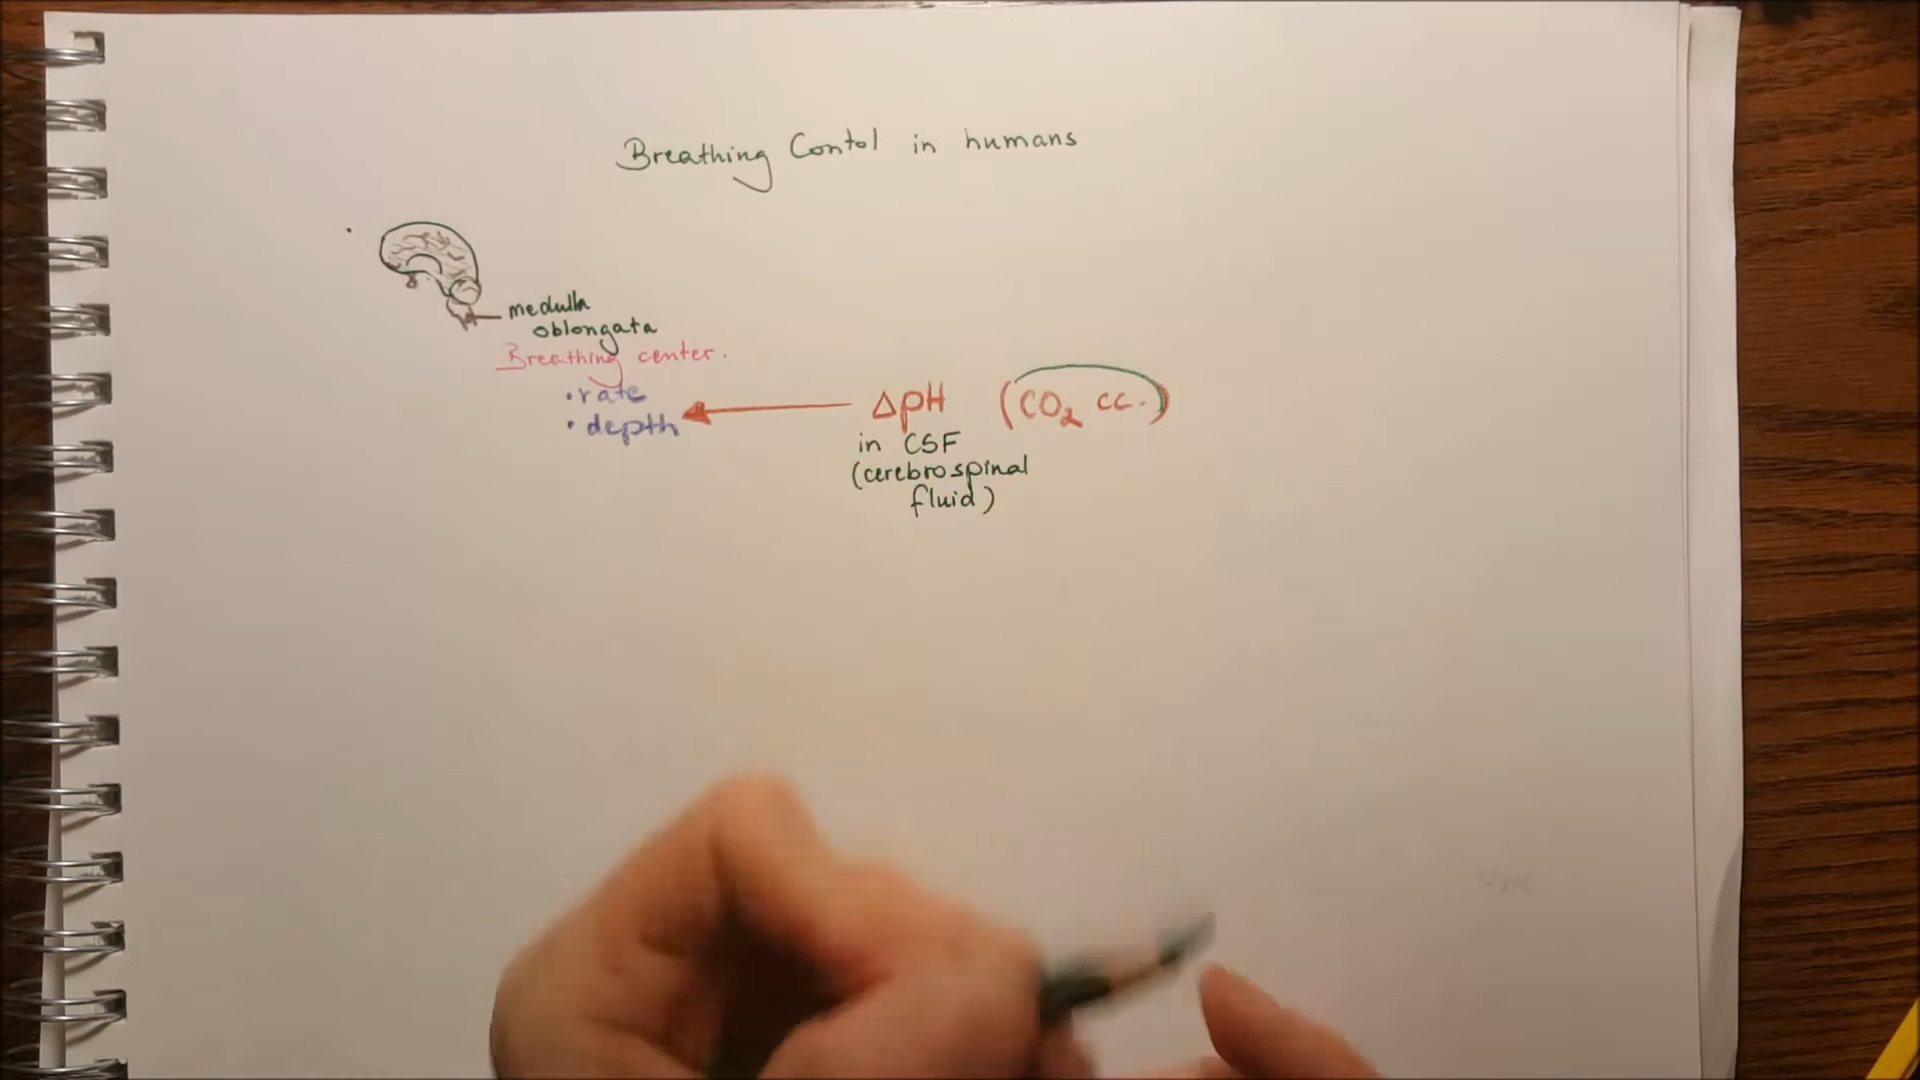 Breathing Contol in humans
medulla
oblongata
Breathing center.
• rate
• depth
ΔpH (CO₂ cc.)
in CSF
(cerebrospinal
fluid)